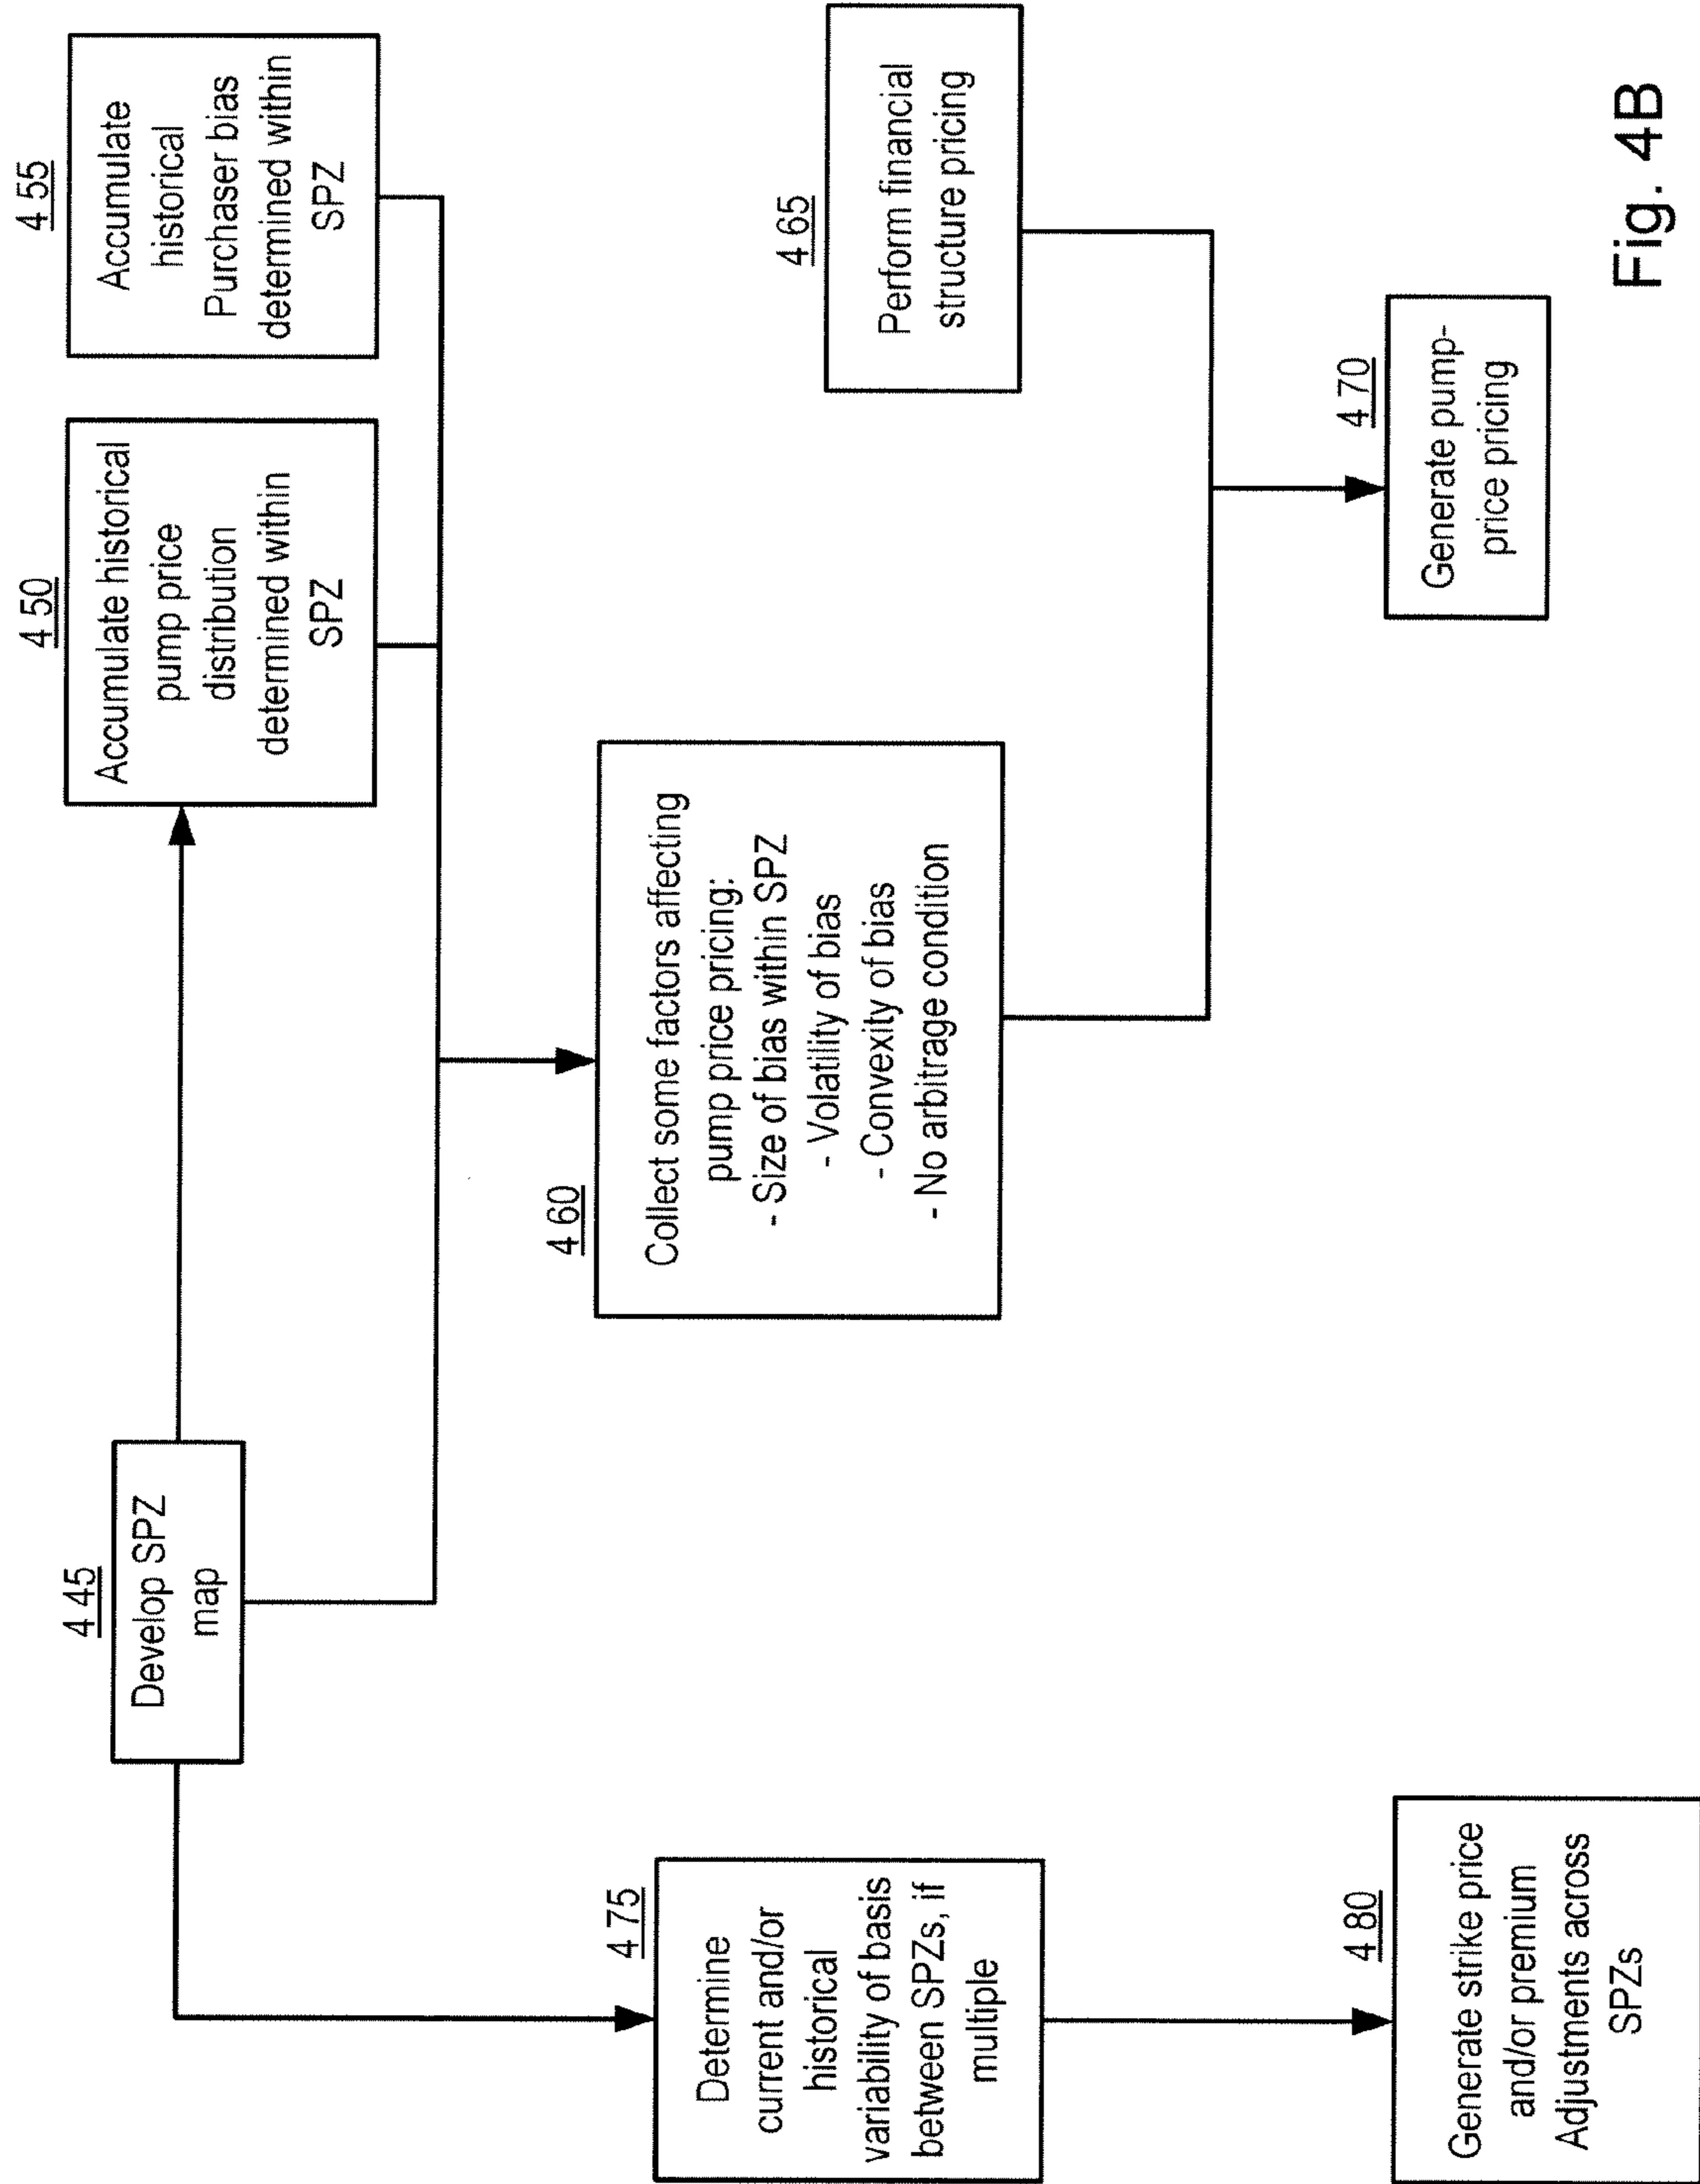 4 45
Develop SPZ
map
4 50
Accumulate historical
pump price
distribution
determined within
SPZ
4 55
Accumulate
historical
Purchaser bias
determined within
SPZ
4 60
Collect some factors affecting
pump price pricing:
- Size of bias within SPZ
- Volatility of bias
- Convexity of bias
- No arbitrage condition
4 65
Perform financial
structure pricing
4 70
Generate pump-
price pricing
4 75
Determine
current and/or
historical
variability of basis
between SPZs, if
multiple
4 80
Generate strike price
and/or premium
Adjustments across
SPZs
Fig. 4B